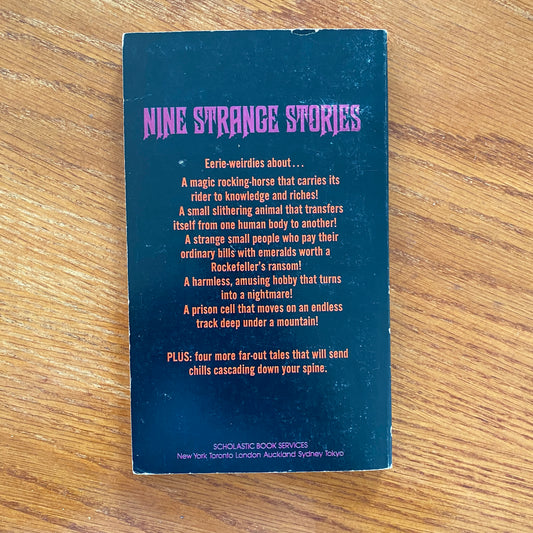 NINE STRANGE STORIES
Eerie-weirdies about...
A magic rocking-horse that carries its
rider to knowledge and riches!
A small slithering animal that transfers
itself from one human body to another!
A strange small people who pay their
ordinary bills with emeralds worth a
Rockefeller's ransom!
A harmless, amusing hobby that turns
into a nightmare!
A prison cell that moves on an endless
track deep under a mountain!
PLUS: four more far-out tales that will send
chills cascading down your spine.
SCHOLASTIC BOOK SERVICES
New York Toronto London Auckland Sydney Tokyo